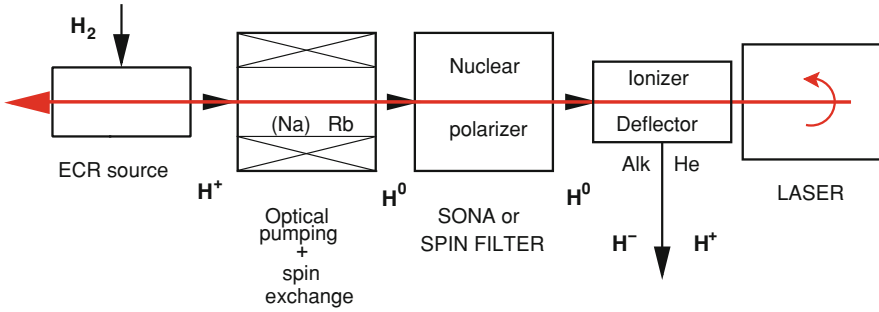 H2
ECR source
H+
(Na) Rb
Optical
pumping
+
spin
exchange
H0
Nuclear
polarizer
SONA or
SPIN FILTER
H0
Ionizer
Deflector
Alk He
H− H+
LASER